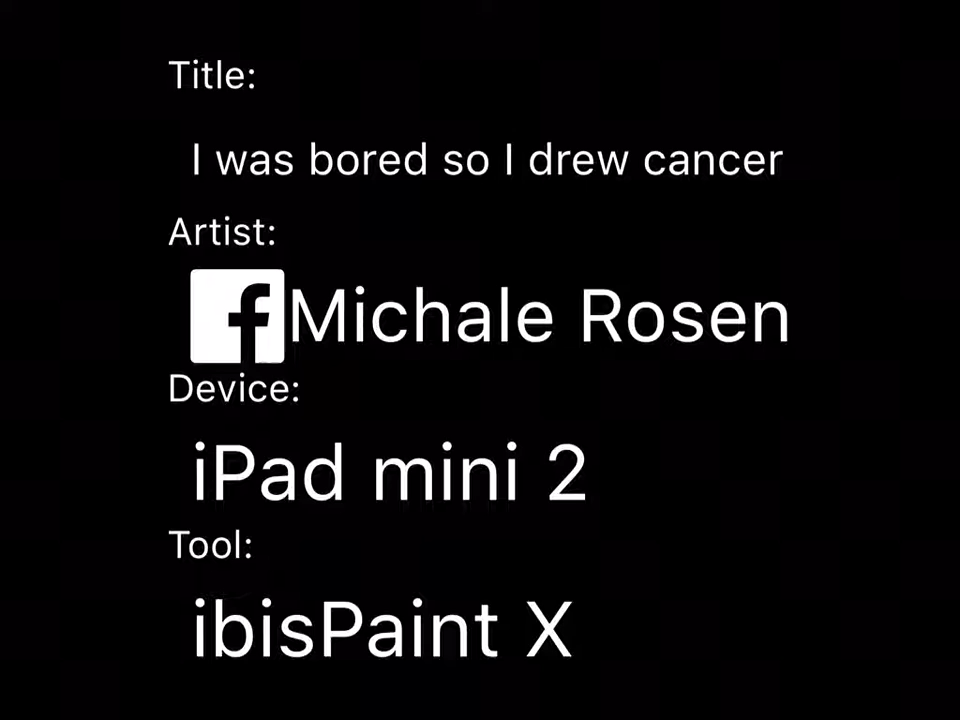 Title:
I was bored so I drew cancer
Artist:
Michale Rosen
Device:
iPad mini 2
Tool:
ibisPaint X